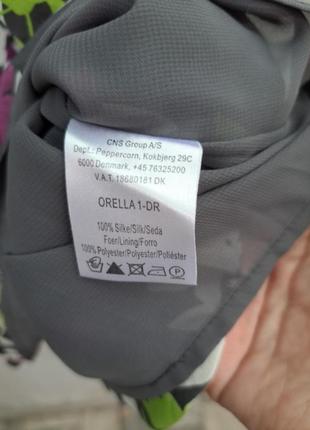 CNS Group A/S
Dept.: Peppercorn, Kokbjerg 29C
6000 Denmark, +45 76325200
V.A.T. 18680181 DK
ORELLA 1-DR
100% Silke/Silk/Seda
Foer/Lining/Forro
100% Polyester/Polyester/Poliéster